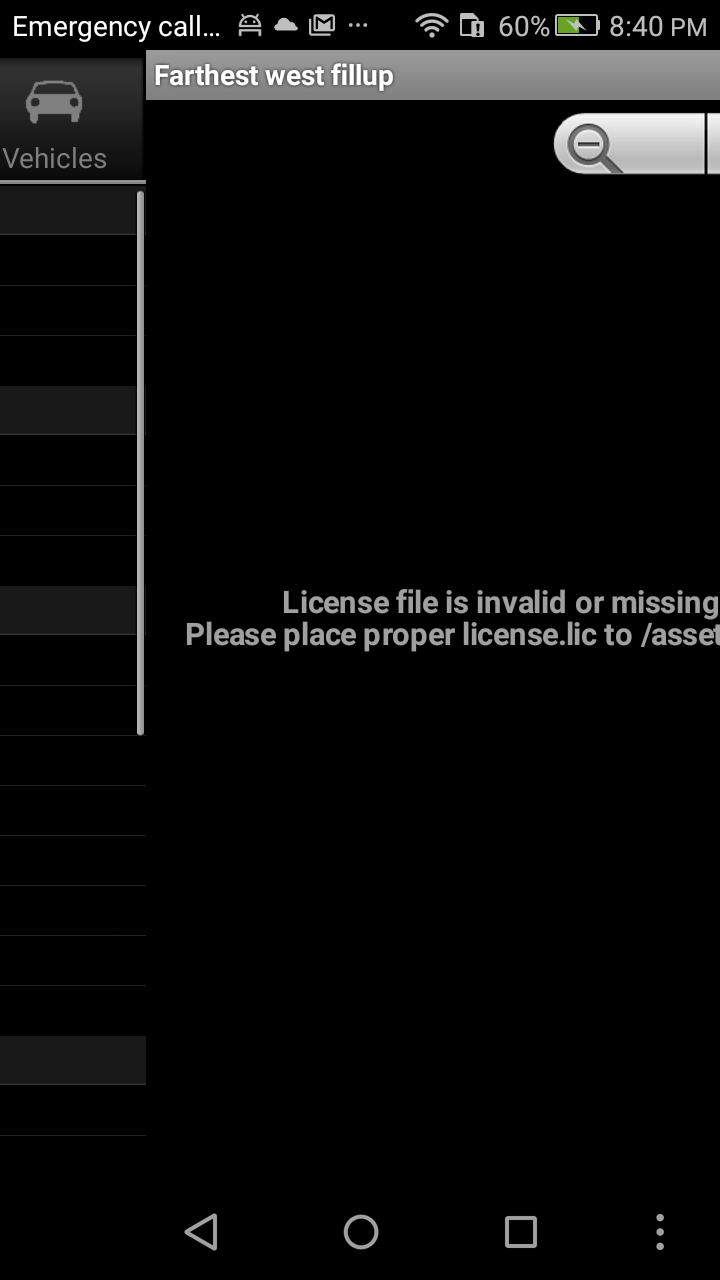 Emergency call... 60% 8:40 PM
Vehicles
Farthest west fillup
License file is invalid or missing
Please place proper license.lic to /asset